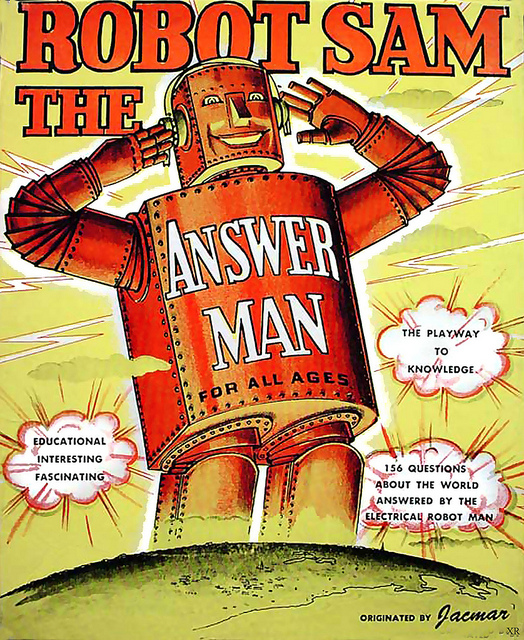 ROBOT SAM
THE
ANSWER
MAN
FOR ALL AGES
THE PLAYWAY
TO
KNOWLEDGE.
EDUCATIONAL
INTERESTING
FASCINATING
156 QUESTIONS
ABOUT THE WORLD
ANSWERED BY THE
ELECTRICAL ROBOT MAN
ORIGINATED BY Jacmar